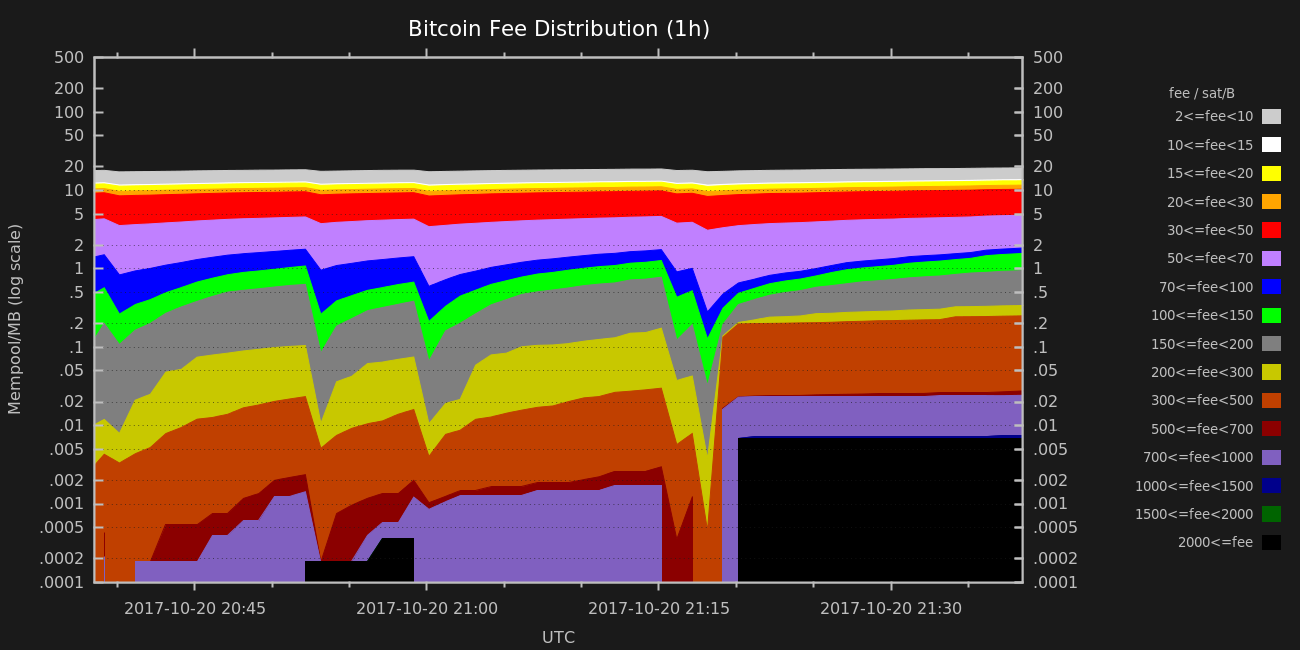 Bitcoin Fee Distribution (1h)
Mempool/MB (log scale)
500
200
100
50
20
10
5
2
1
.5
.2
.1
.05
.02
.01
.005
.002
.001
.0005
.0002
.0001
500
200
100
50
20
10
5
2
1
.5
.2
.1
.05
.02
.01
.005
.002
.001
.0005
.0002
.0001
2017-10-20 20:45
2017-10-20 21:00
2017-10-20 21:15
2017-10-20 21:30
UTC
fee / sat/B
2<=fee<10
10<=fee<15
15<=fee<20
20<=fee<30
30<=fee<50
50<=fee<70
70<=fee<100
100<=fee<150
150<=fee<200
200<=fee<300
300<=fee<500
500<=fee<700
700<=fee<1000
1000<=fee<1500
1500<=fee<2000
2000<=fee